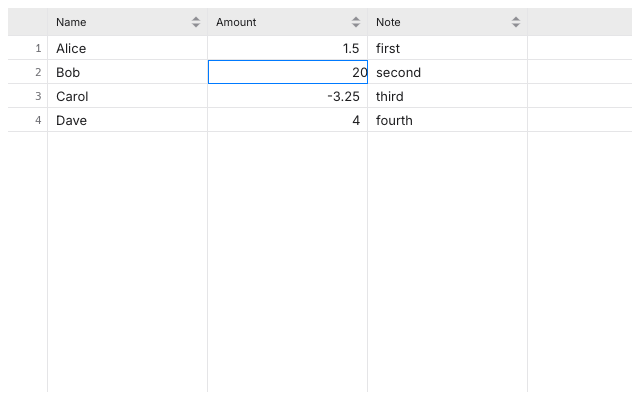 Name Amount Note
1 Alice 1.5 first
2 Bob 20 second
3 Carol -3.25 third
4 Dave 4 fourth